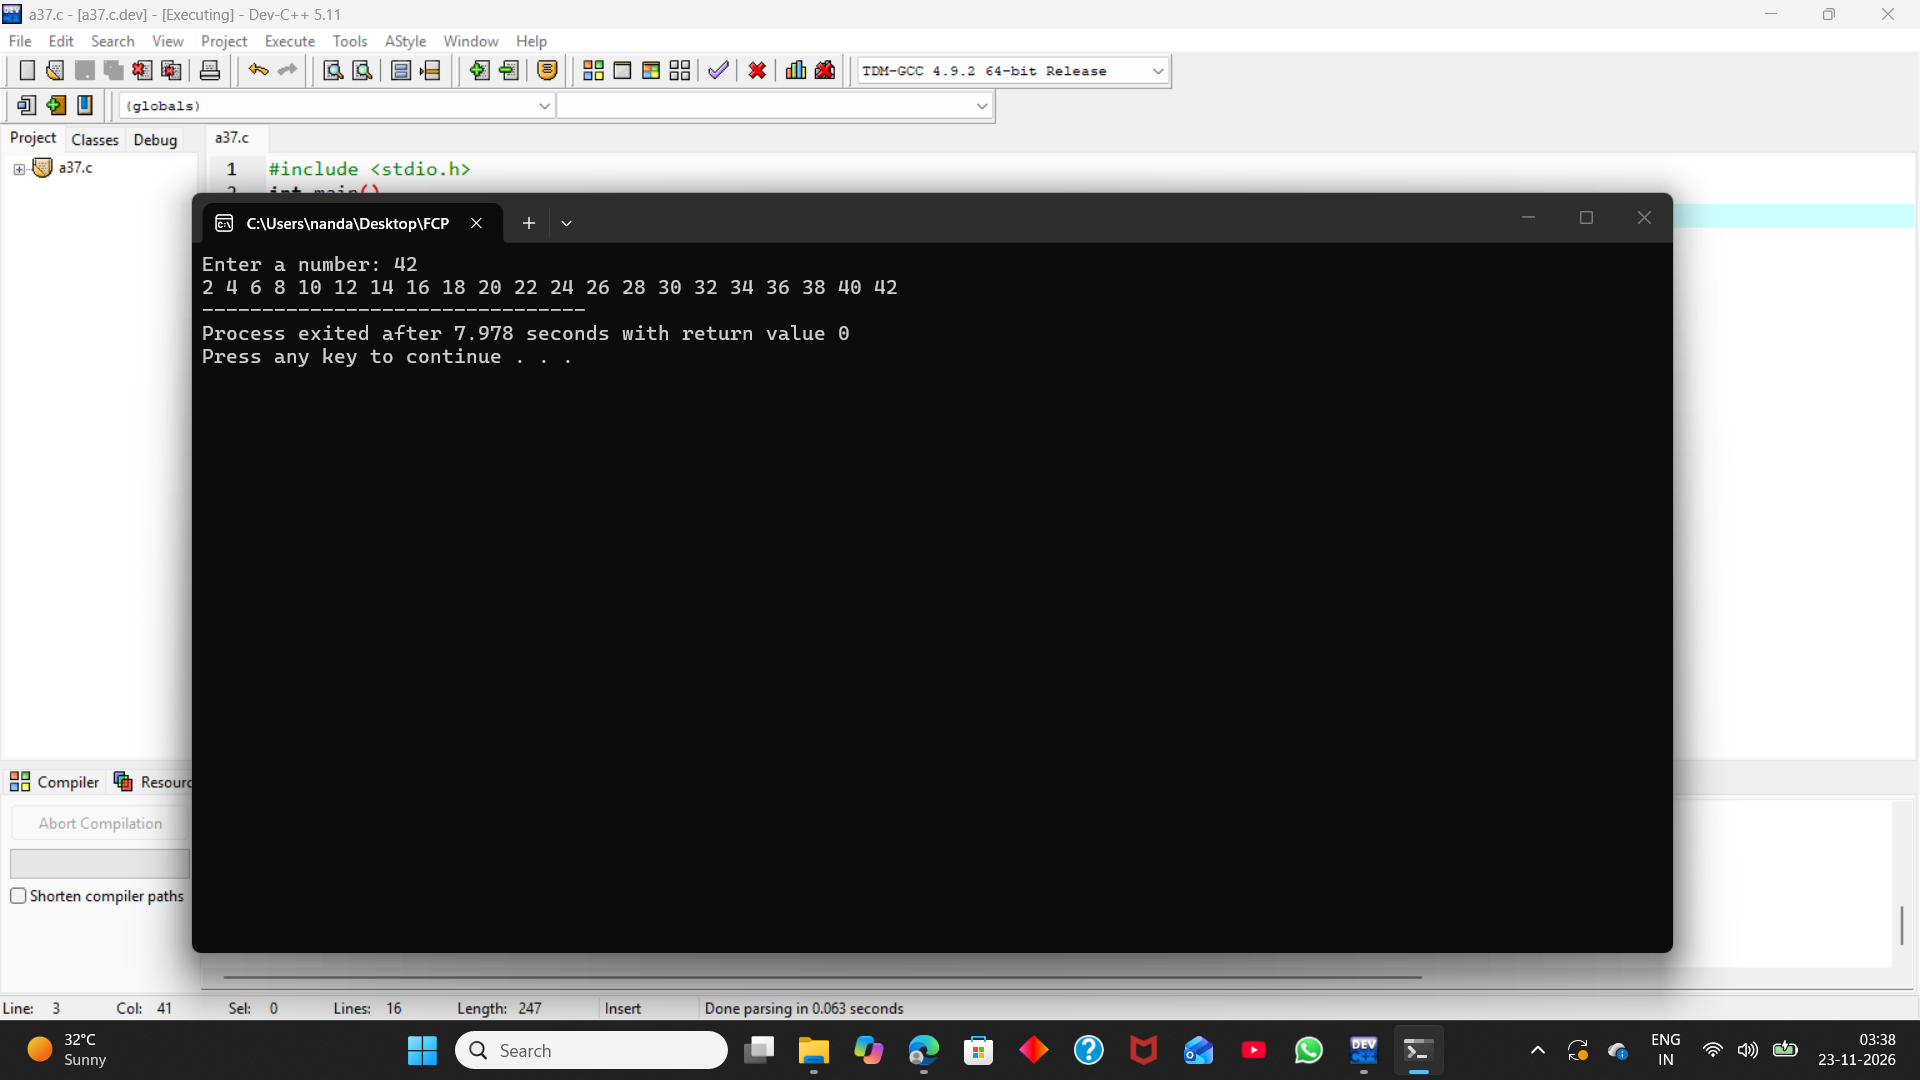 a37.c - [a37.c.dev] - [Executing] - Dev-C++ 5.11
File Edit Search View Project Execute Tools AStyle Window Help
TDM-GCC 4.9.2 64-bit Release
(globals)
Project Classes Debug
a37.c
a37.c
1 #include <stdio.h>
2 int main()
C:\Users\nanda\Desktop\FCP
Enter a number: 42
2 4 6 8 10 12 14 16 18 20 22 24 26 28 30 32 34 36 38 40 42
--------------------------------
Process exited after 7.978 seconds with return value 0
Press any key to continue . . .
Compiler Resourc
Abort Compilation
Shorten compiler paths
Line: 3 Col: 41 Sel: 0 Lines: 16 Length: 247 Insert Done parsing in 0.063 seconds
32°C
Sunny
Search
DEV
ENG
IN
03:38
23-11-2026